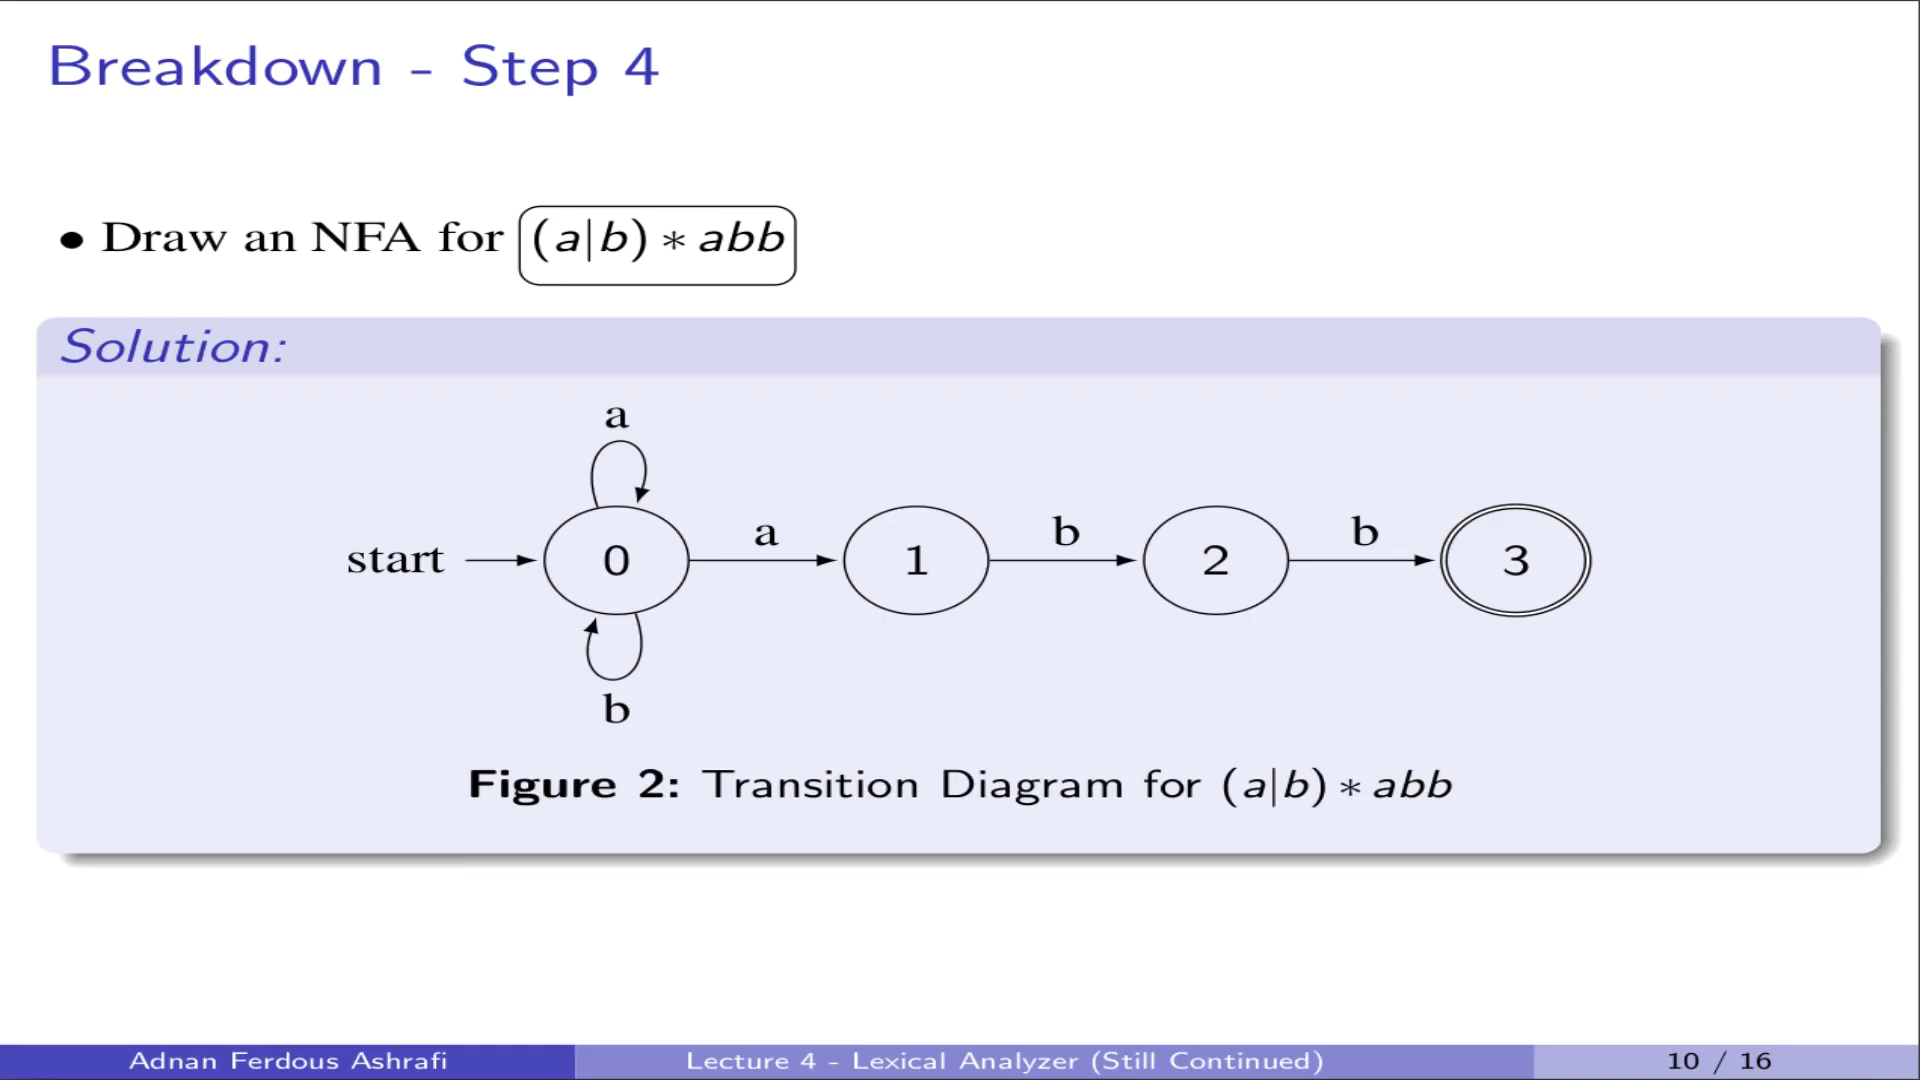 Breakdown - Step 4
• Draw an NFA for (a|b) ∗ abb
Solution:
a
start 0 a 1 b 2 b 3
b
Figure 2: Transition Diagram for (a|b) ∗ abb
Adnan Ferdous Ashrafi Lecture 4 - Lexical Analyzer (Still Continued) 10 / 16